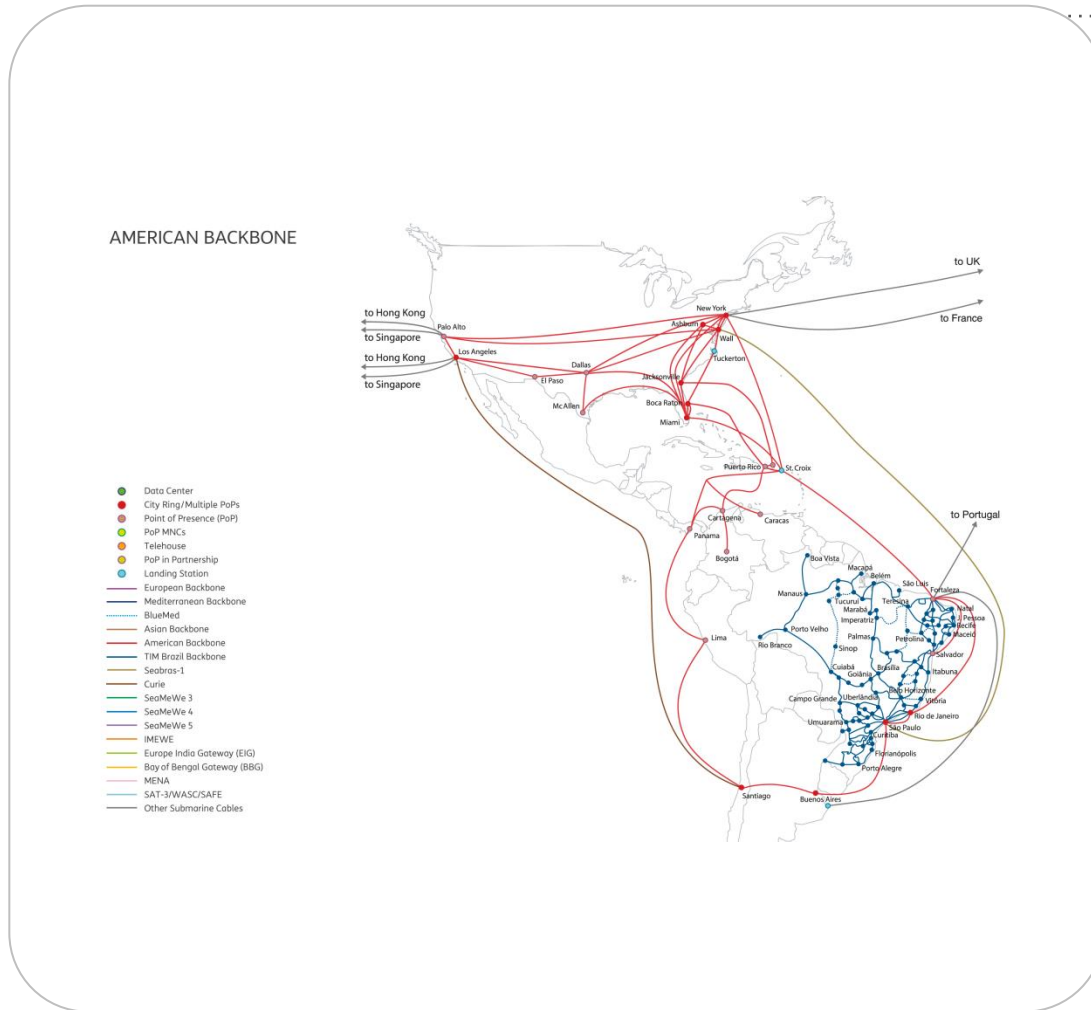 AMERICAN BACKBONE
to UK
to France
to Hong Kong
to Singapore
to Hong Kong
to Singapore
Palo Alto
Los Angeles
New York
Ashburn
Wall
Tuckerton
Dallas
El Paso
McAllen
Jacksonville
Boca Raton
Miami
Puerto Rico
St. Croix
Cartagena
Caracas
Panama
Bogotá
to Portugal
Boa Vista
Macapá
Belém
São Luis
Fortaleza
Manaus
Tucurui
Teresina
Marabá
Natal
Imperatriz
J. Pessoa
Recife
Porto Velho
Palmas
Petrolina
Maceió
Lima
Rio Branco
Sinop
Salvador
Cuiabá
Brasília
Itabuna
Goiânia
Campo Grande
Uberlândia
Belo Horizonte
Vitória
Umuarama
São Paulo
Rio de Janeiro
Curitiba
Florianópolis
Porto Alegre
Santiago
Buenos Aires
Data Center
City Ring/Multiple PoPs
Point of Presence (PoP)
PoP MNCs
Telehouse
PoP in Partnership
Landing Station
European Backbone
Mediterranean Backbone
BlueMed
Asian Backbone
American Backbone
TIM Brazil Backbone
Seabras-1
Curie
SeaMeWe 3
SeaMeWe 4
SeaMeWe 5
IMEWE
Europe India Gateway (EIG)
Bay of Bengal Gateway (BBG)
MENA
SAT-3/WASC/SAFE
Other Submarine Cables